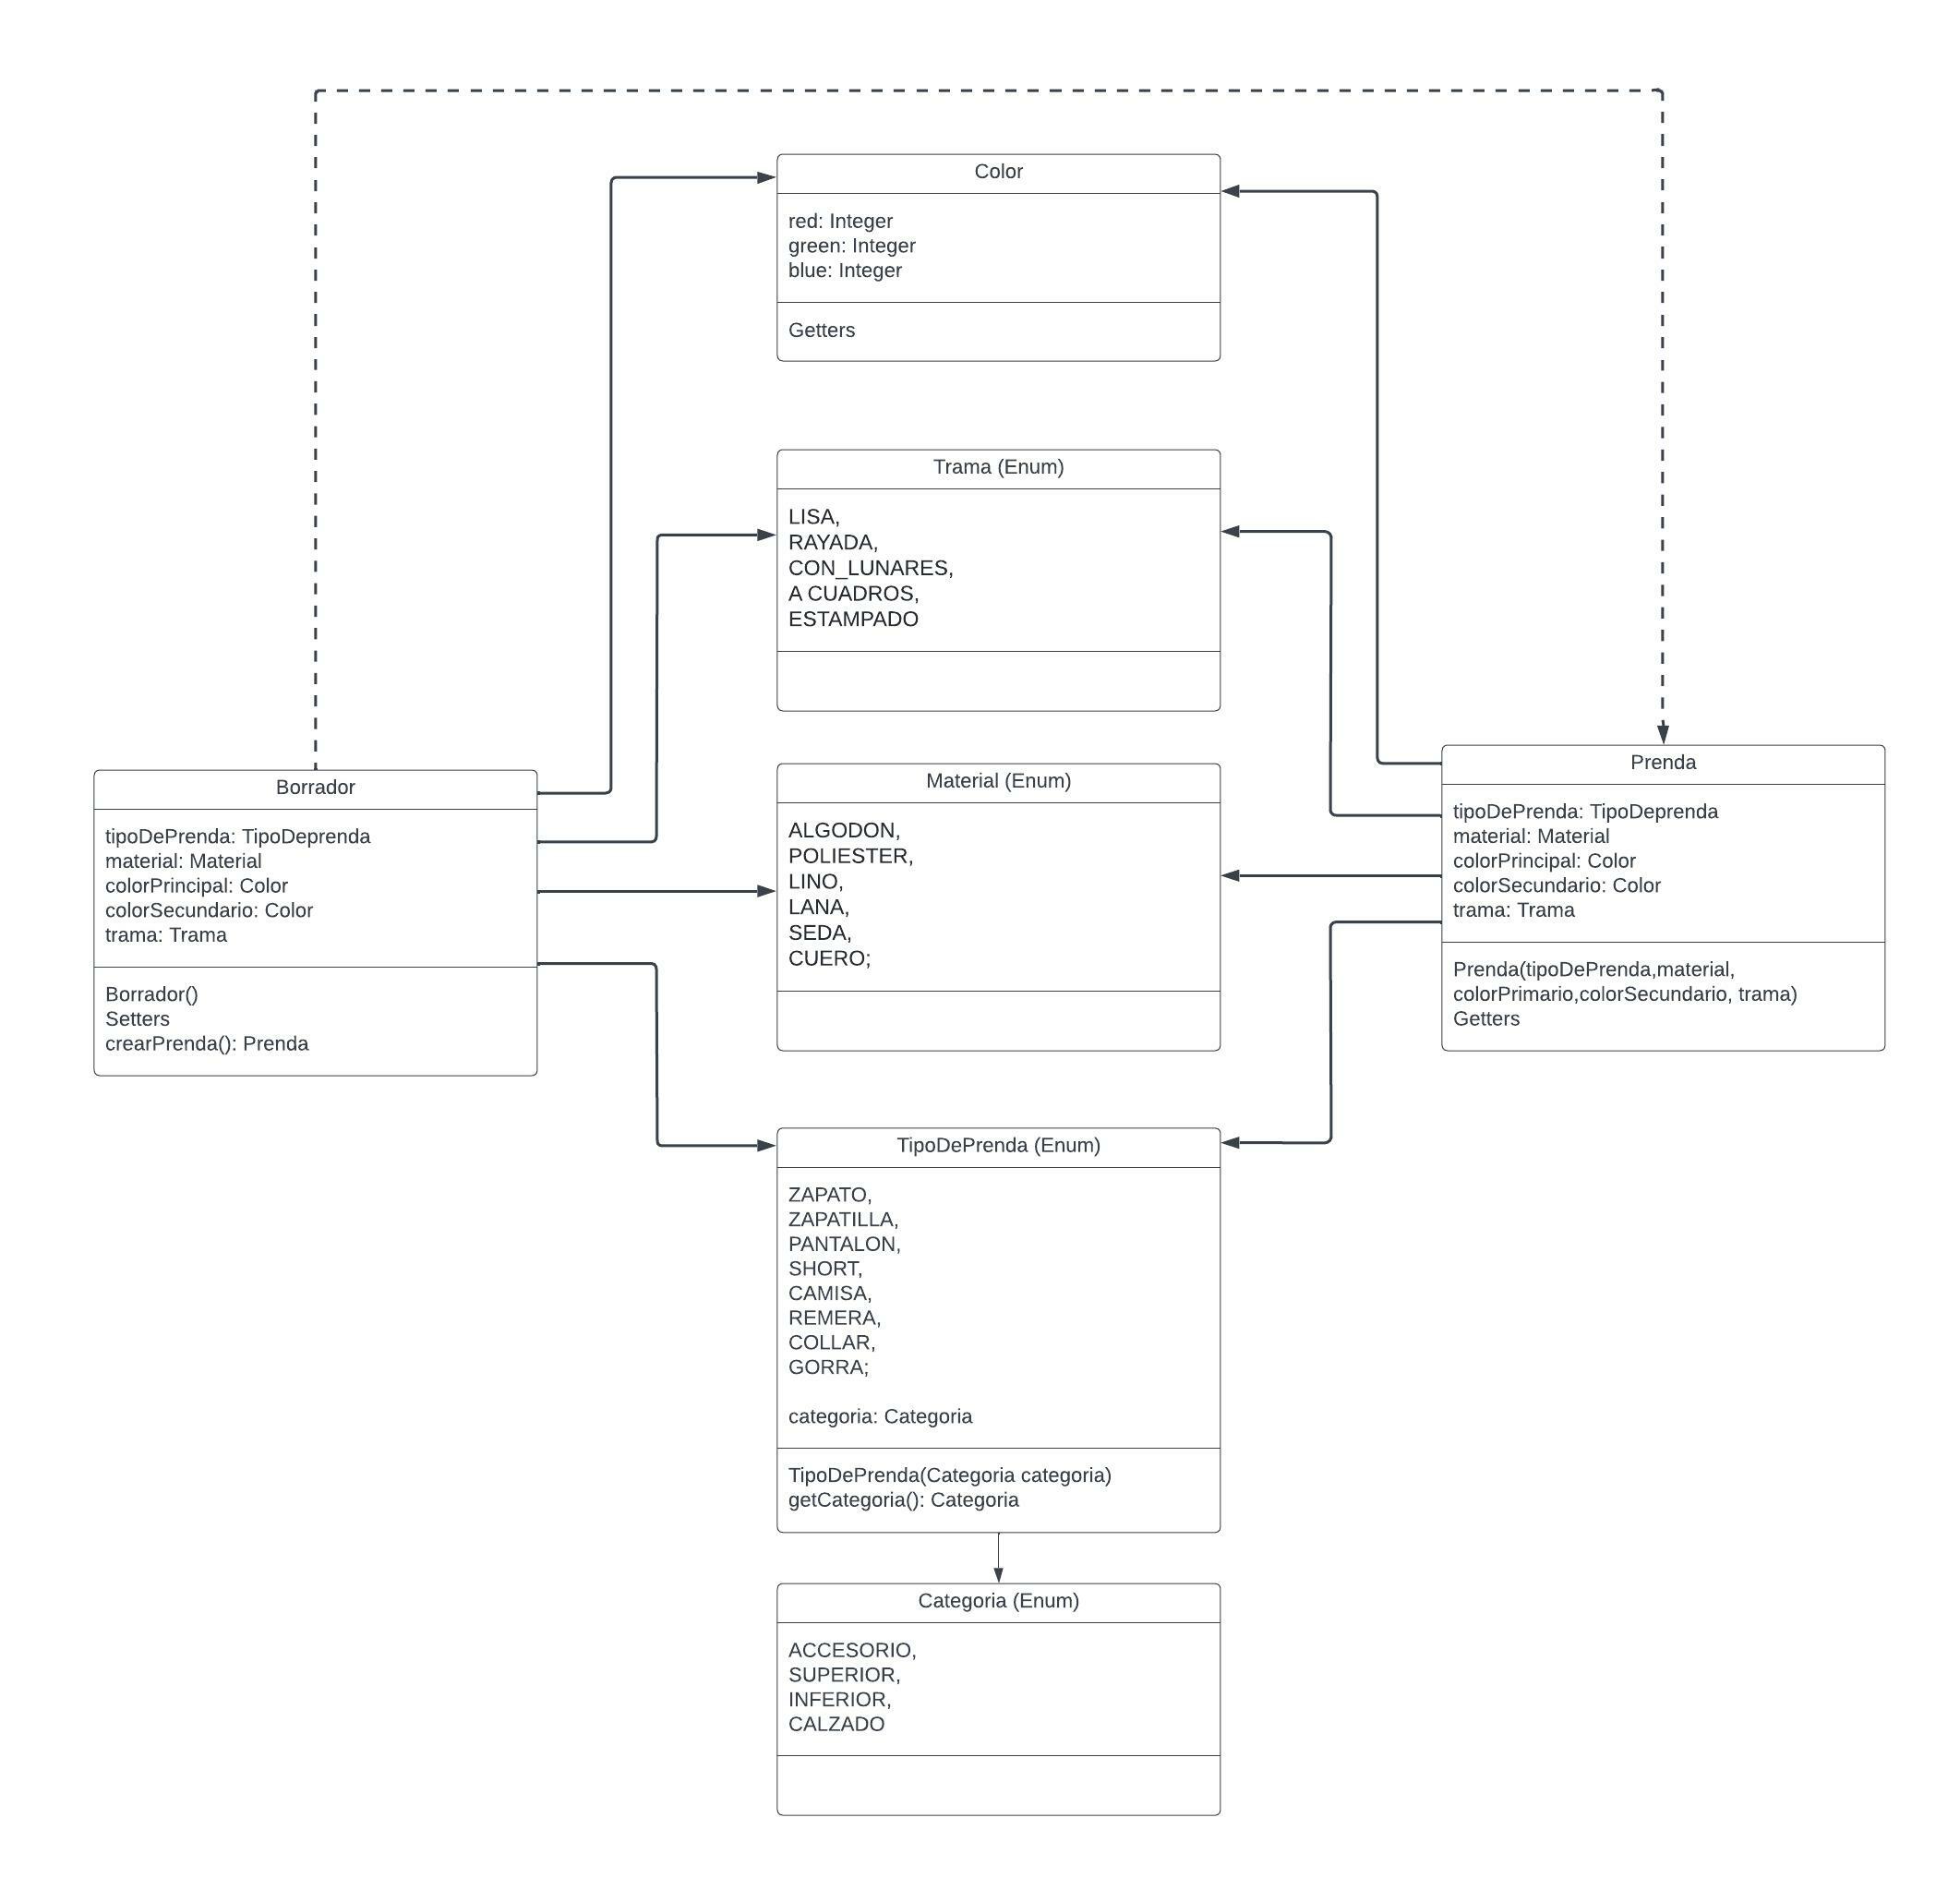 Color
red: Integer
green: Integer
blue: Integer
Getters
Trama (Enum)
LISA,
RAYADA,
CON_LUNARES,
A CUADROS,
ESTAMPADO
Borrador
tipoDePrenda: TipoDeprenda
material: Material
colorPrincipal: Color
colorSecundario: Color
trama: Trama
Borrador()
Setters
crearPrenda(): Prenda
Material (Enum)
ALGODON,
POLIESTER,
LINO,
LANA,
SEDA,
CUERO;
Prenda
tipoDePrenda: TipoDeprenda
material: Material
colorPrincipal: Color
colorSecundario: Color
trama: Trama
Prenda(tipoDePrenda,material,
colorPrimario,colorSecundario, trama)
Getters
TipoDePrenda (Enum)
ZAPATO,
ZAPATILLA,
PANTALON,
SHORT,
CAMISA,
REMERA,
COLLAR,
GORRA;
categoria: Categoria
TipoDePrenda(Categoria categoria)
getCategoria(): Categoria
Categoria (Enum)
ACCESORIO,
SUPERIOR,
INFERIOR,
CALZADO